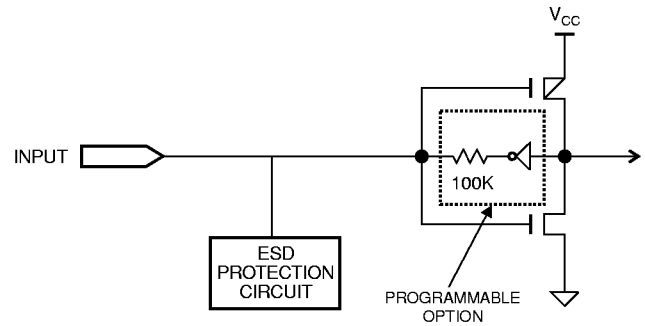 VCC
INPUT
100K
ESD
PROTECTION
CIRCUIT
PROGRAMMABLE
OPTION